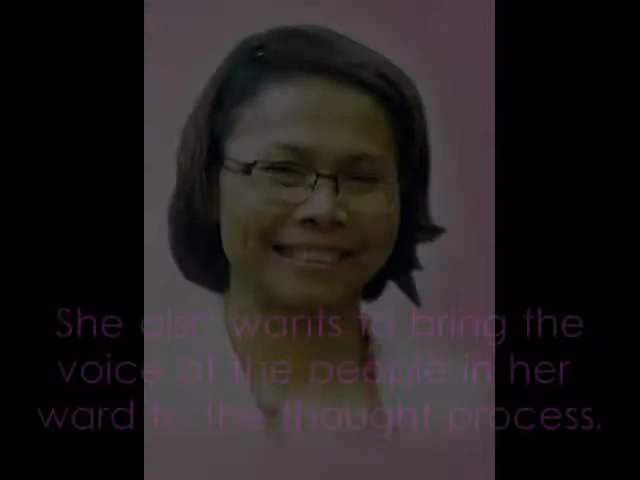 She also wants to bring the
voice of the people in her
ward to the thought process.